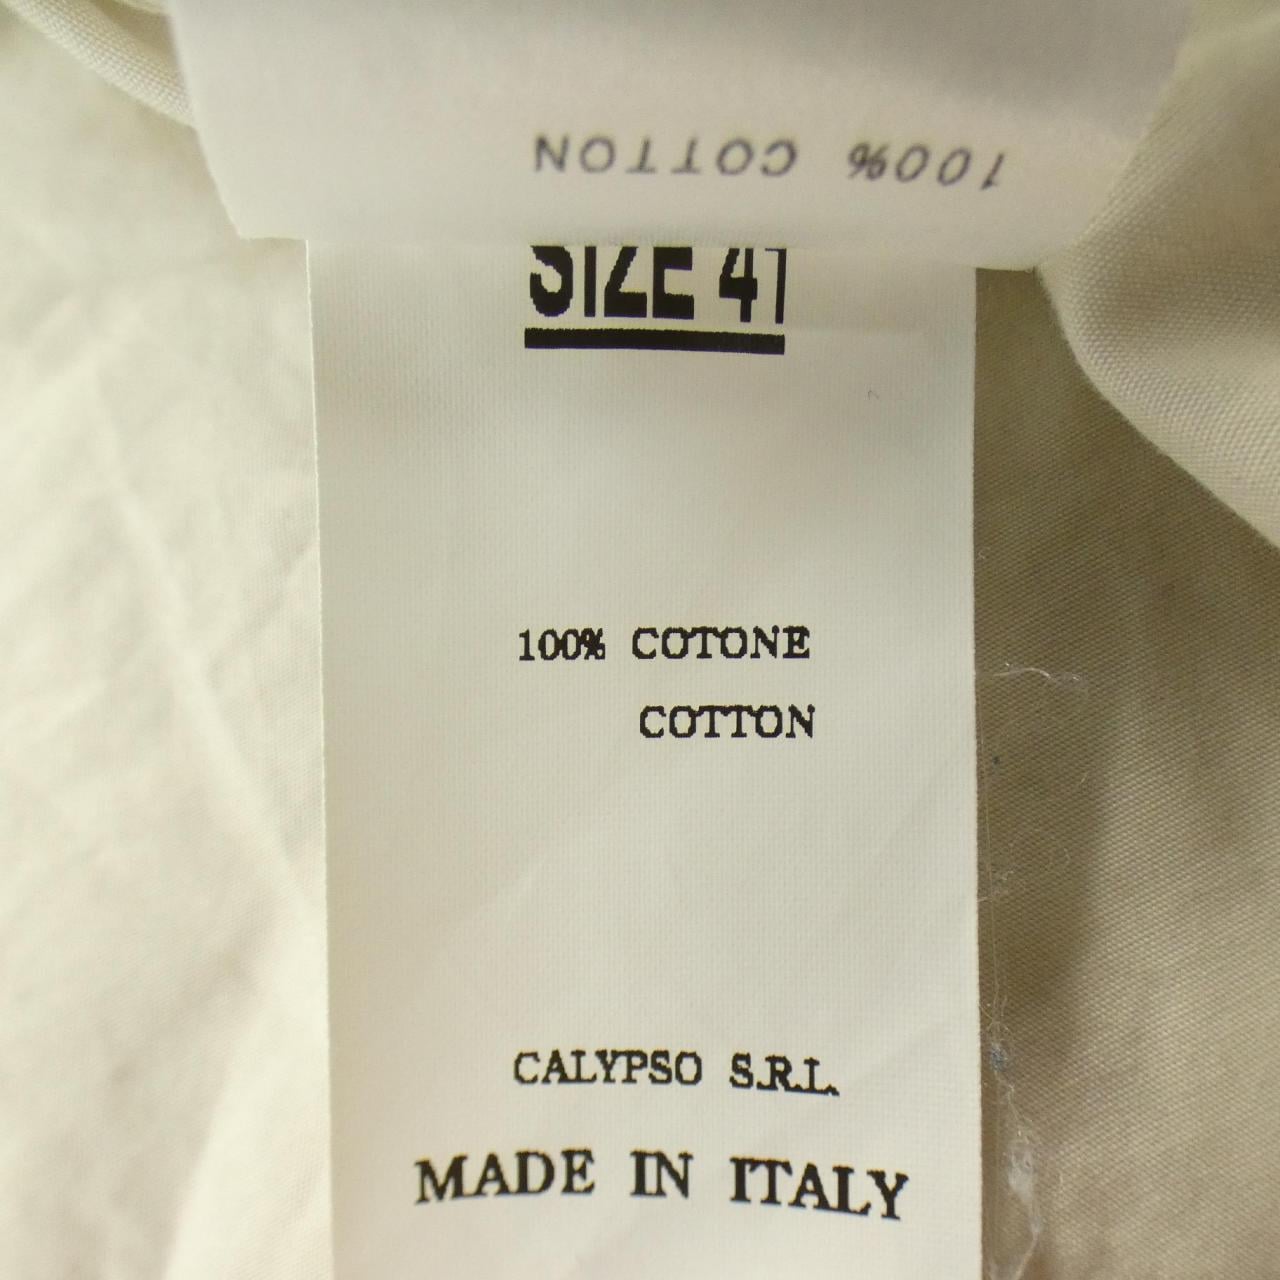 100% COTTON
SIZE 41
100% COTONE
COTTON
CALYPSO S.R.L.
MADE IN ITALY